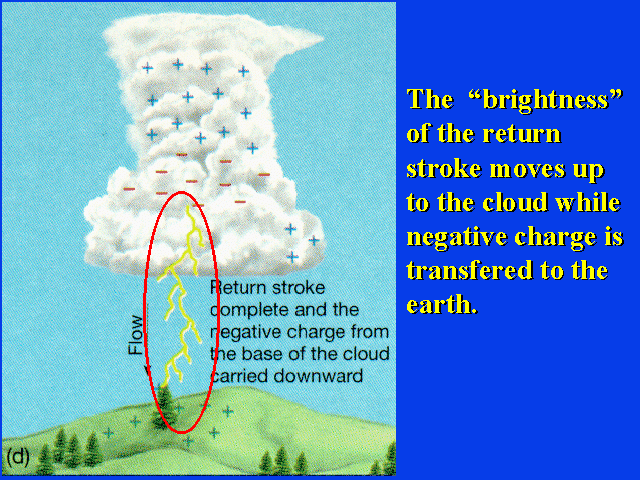 The “brightness”
of the return
stroke moves up
to the cloud while
negative charge is
transfered to the
earth.
Return stroke
complete and the
negative charge from
the base of the cloud
carried downward
Flow
(d)